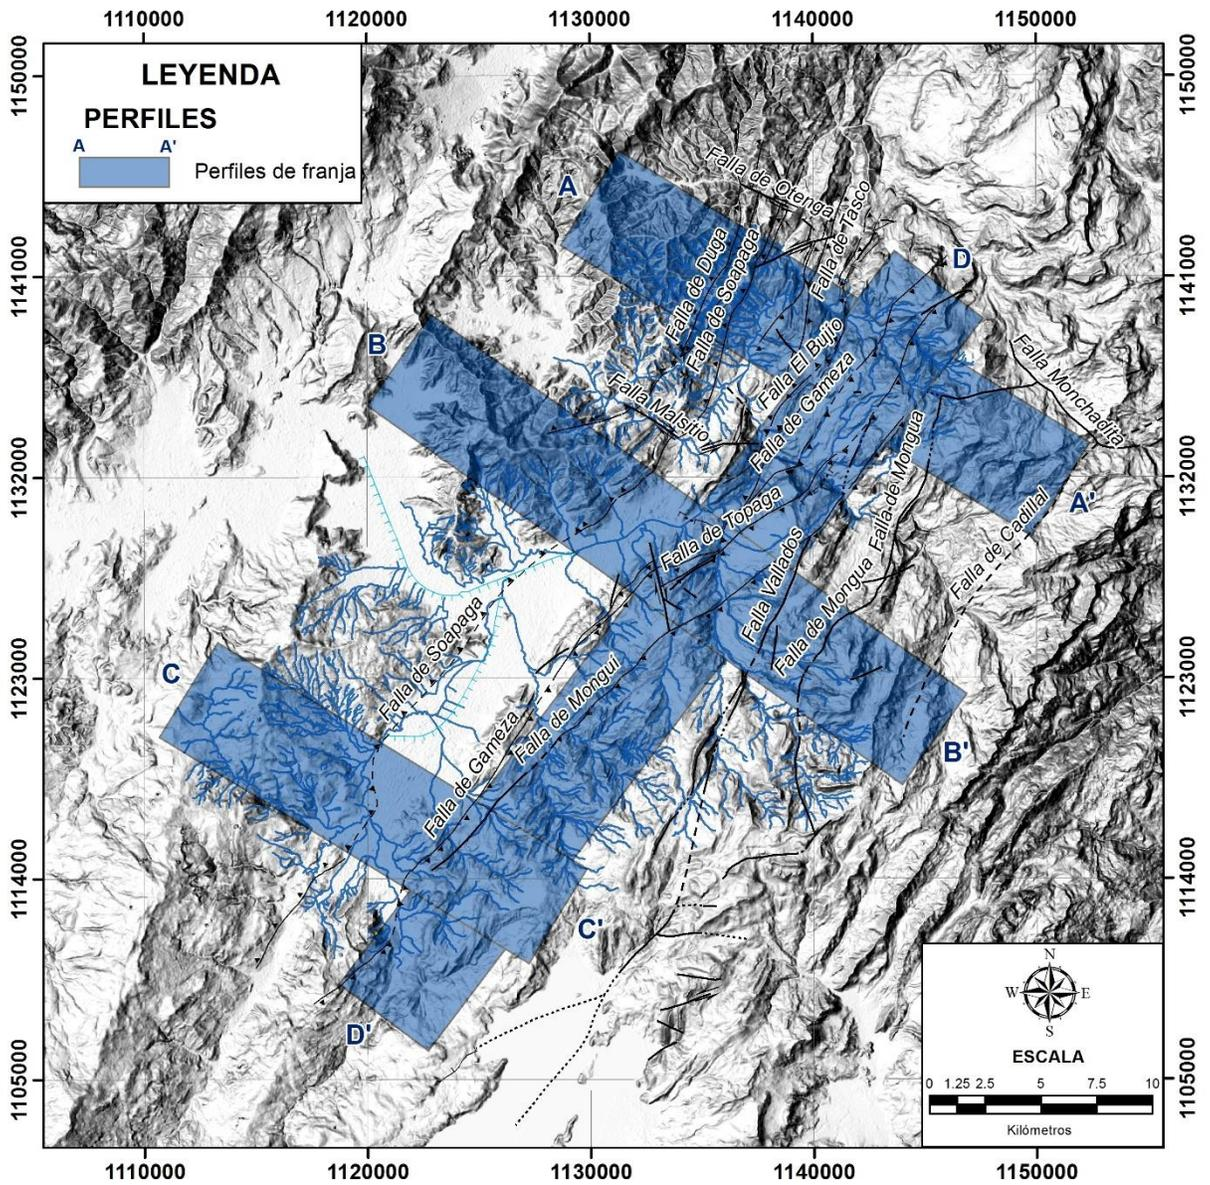 1110000 1120000 1130000 1140000 1150000
1150000
1150000
LEYENDA
PERFILES
A A'
Perfiles de franja
Falla de Otenga
A
Falla de Tasco
Falla de Duga
Falla de Soapaga
D
1141000
1141000
B
Falla El Bujio
Falla Monchadita
Falla de Gameza
Falla Malsitio
Falla de Mongua
1132000
1132000
A'
Falla de Topaga
Falla de Cadillal
Falla Vallados
Falla de Mongua
Falla de Soapaga
C
1123000
1123000
Falla de Mongui
B'
Falla de Gameza
1114000
1114000
C'
D'
N
W E
S
ESCALA
0 1.25 2.5 5 7.5 10
Kilómetros
1105000
1105000
1110000 1120000 1130000 1140000 1150000